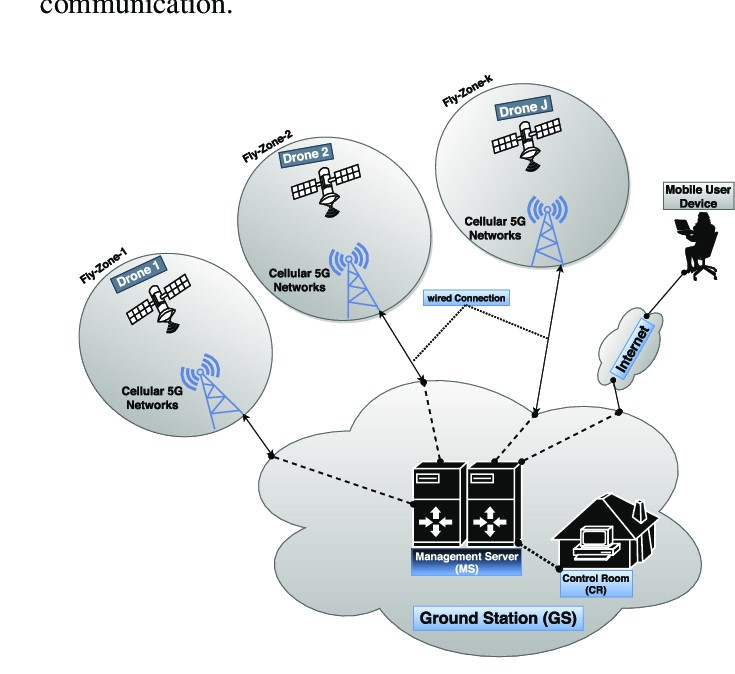 communication.
Fly-Zone-k
Drone J
Fly-Zone-2
Drone 2
Mobile User
Device
Cellular 5G
Networks
Fly-Zone-1
Drone 1
Cellular 5G
Networks
wired Connection
Internet
Cellular 5G
Networks
Management Server
(MS)
Control Room
(CR)
Ground Station (GS)